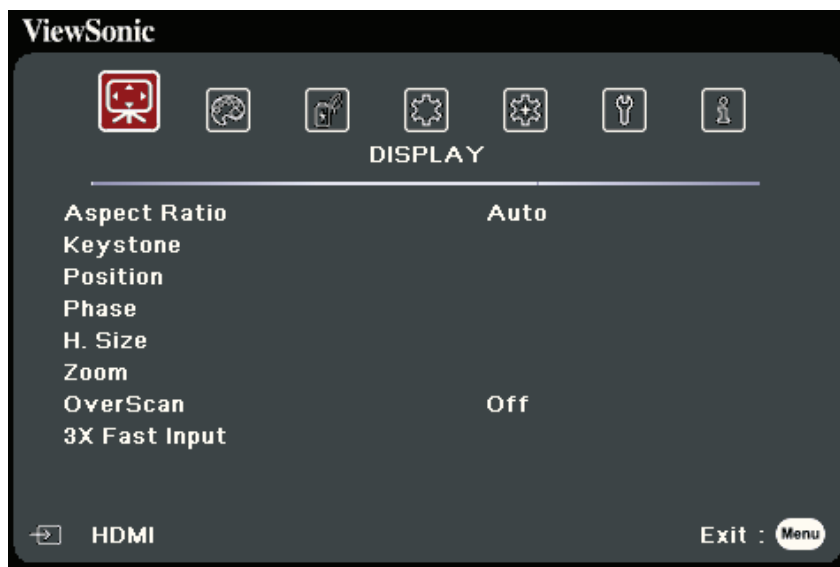 ViewSonic
DISPLAY
Aspect Ratio Auto
Keystone
Position
Phase
H. Size
Zoom
OverScan Off
3X Fast Input
HDMI Exit : Menu